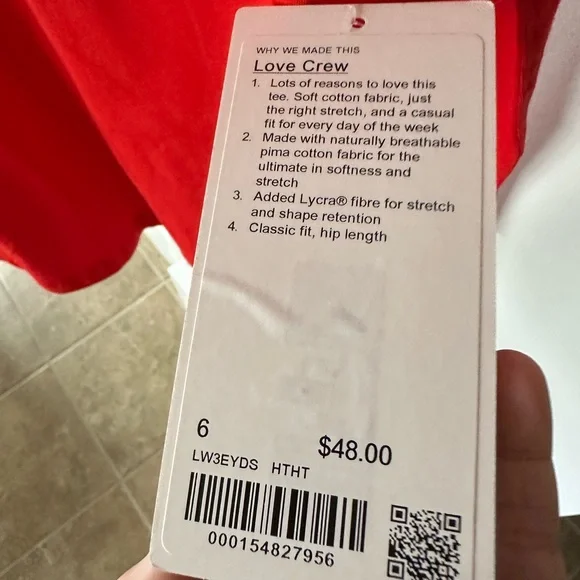 WHY WE MADE THIS
Love Crew
1. Lots of reasons to love this
tee. Soft cotton fabric, just
the right stretch, and a casual
fit for every day of the week
2. Made with naturally breathable
pima cotton fabric for the
ultimate in softness and
stretch
3. Added Lycra® fibre for stretch
and shape retention
4. Classic fit, hip length
6
$48.00
LW3EYDS HTHT
000154827956